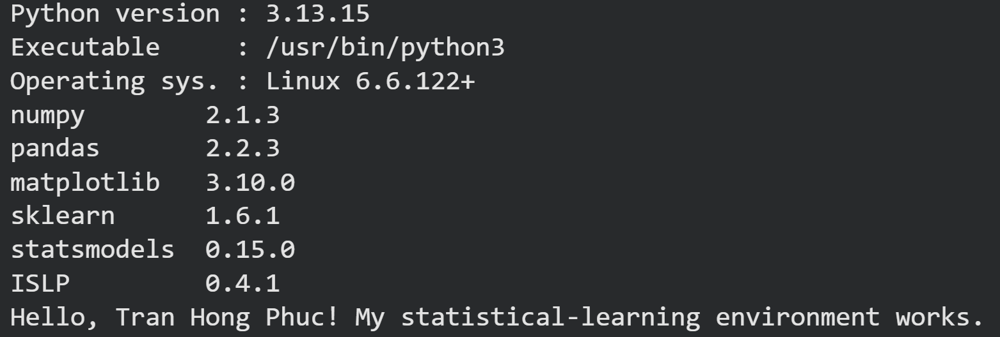 Python version : 3.13.15
Executable     : /usr/bin/python3
Operating sys. : Linux 6.6.122+
numpy        2.1.3
pandas       2.2.3
matplotlib   3.10.0
sklearn      1.6.1
statsmodels  0.15.0
ISLP         0.4.1
Hello, Tran Hong Phuc! My statistical-learning environment works.